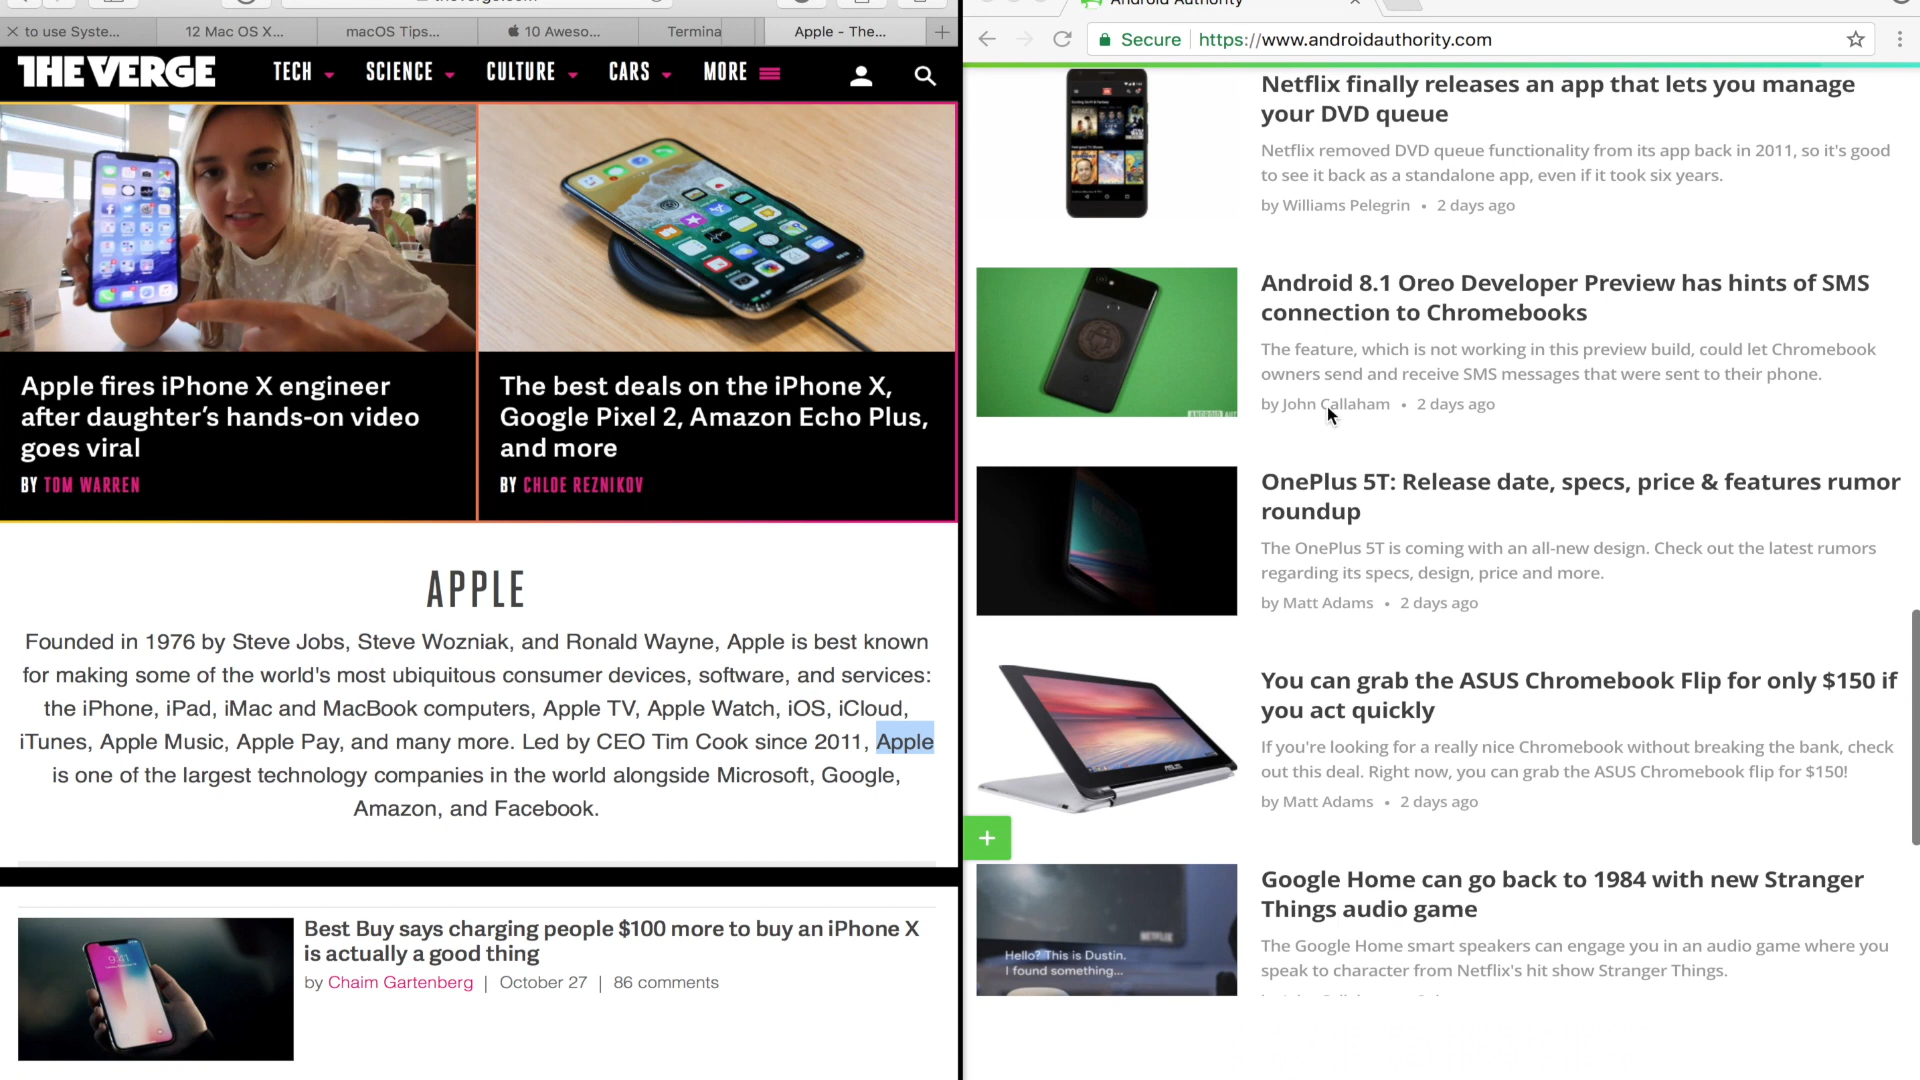 to use Syste...
12 Mac OS X...
macOS Tips...
10 Aweso...
Termina
Apple - The...
THE VERGE
TECH
SCIENCE
CULTURE
CARS
MORE
Apple fires iPhone X engineer
after daughter's hands-on video
goes viral
BY TOM WARREN
The best deals on the iPhone X,
Google Pixel 2, Amazon Echo Plus,
and more
BY CHLOE REZNIKOV
APPLE
Founded in 1976 by Steve Jobs, Steve Wozniak, and Ronald Wayne, Apple is best known
for making some of the world's most ubiquitous consumer devices, software, and services:
the iPhone, iPad, iMac and MacBook computers, Apple TV, Apple Watch, iOS, iCloud,
iTunes, Apple Music, Apple Pay, and many more. Led by CEO Tim Cook since 2011, Apple
is one of the largest technology companies in the world alongside Microsoft, Google,
Amazon, and Facebook.
9:41
Best Buy says charging people $100 more to buy an iPhone X
is actually a good thing
by Chaim Gartenberg | October 27 | 86 comments
Android Authority
Secure https://www.androidauthority.com
Netflix finally releases an app that lets you manage
your DVD queue
Netflix removed DVD queue functionality from its app back in 2011, so it's good
to see it back as a standalone app, even if it took six years.
by Williams Pelegrin • 2 days ago
Android 8.1 Oreo Developer Preview has hints of SMS
connection to Chromebooks
The feature, which is not working in this preview build, could let Chromebook
owners send and receive SMS messages that were sent to their phone.
by John Callaham • 2 days ago
OnePlus 5T: Release date, specs, price & features rumor
roundup
The OnePlus 5T is coming with an all-new design. Check out the latest rumors
regarding its specs, design, price and more.
by Matt Adams • 2 days ago
You can grab the ASUS Chromebook Flip for only $150 if
you act quickly
If you're looking for a really nice Chromebook without breaking the bank, check
out this deal. Right now, you can grab the ASUS Chromebook flip for $150!
by Matt Adams • 2 days ago
NETFLIX
Hello? This is Dustin.
I found something...
Google Home can go back to 1984 with new Stranger
Things audio game
The Google Home smart speakers can engage you in an audio game where you
speak to character from Netflix's hit show Stranger Things.